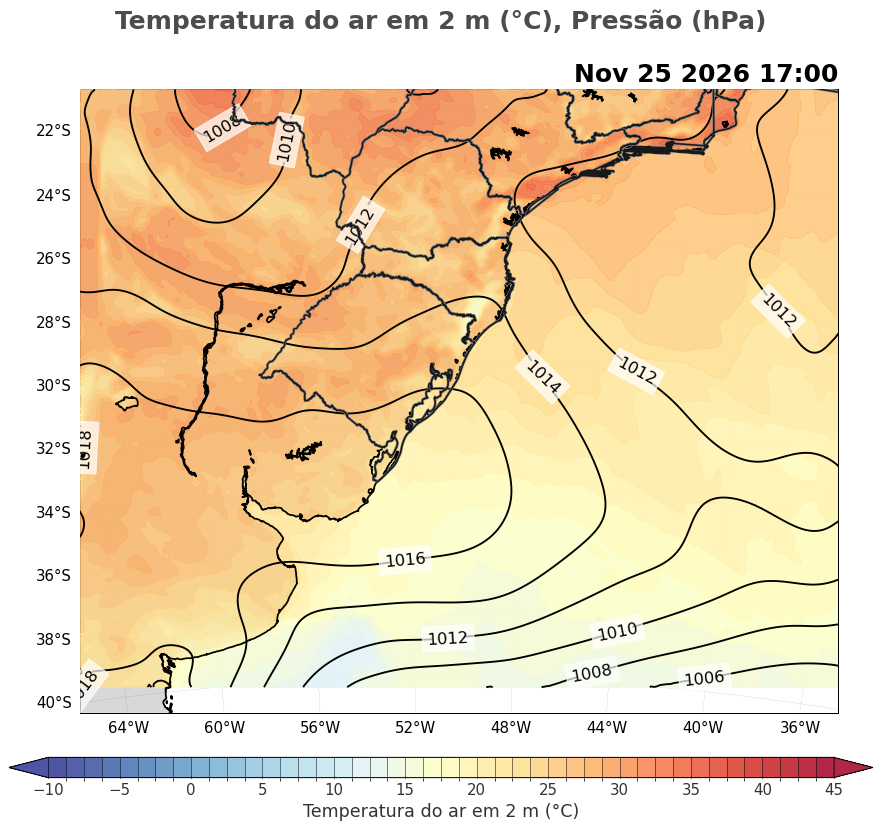 Temperatura do ar em 2 m (°C), Pressão (hPa)
Nov 25 2026 17:00
22°S
24°S
26°S
28°S
30°S
32°S
34°S
36°S
38°S
40°S
1008
1010
1012
1012
1012
1014
1018
1016
1012
1010
1008
1006
018
64°W
60°W
56°W
52°W
48°W
44°W
40°W
36°W
−10
−5
0
5
10
15
20
25
30
35
40
45
Temperatura do ar em 2 m (°C)